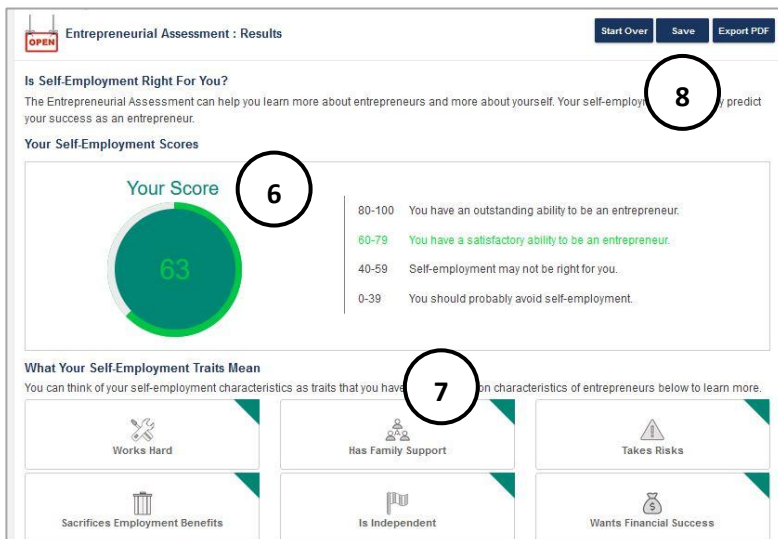 OPEN
Entrepreneurial Assessment : Results
Start Over
Save
Export PDF
Is Self-Employment Right For You?
The Entrepreneurial Assessment can help you learn more about entrepreneurs and more about yourself. Your self-employ 8 predict
your success as an entrepreneur.
Your Self-Employment Scores
Your Score
6
63
80-100 You have an outstanding ability to be an entrepreneur.
60-79 You have a satisfactory ability to be an entrepreneur.
40-59 Self-employment may not be right for you.
0-39 You should probably avoid self-employment.
What Your Self-Employment Traits Mean
You can think of your self-employment characteristics as traits that you have 7 on characteristics of entrepreneurs below to learn more.
Works Hard
Has Family Support
Takes Risks
Sacrifices Employment Benefits
Is Independent
Wants Financial Success